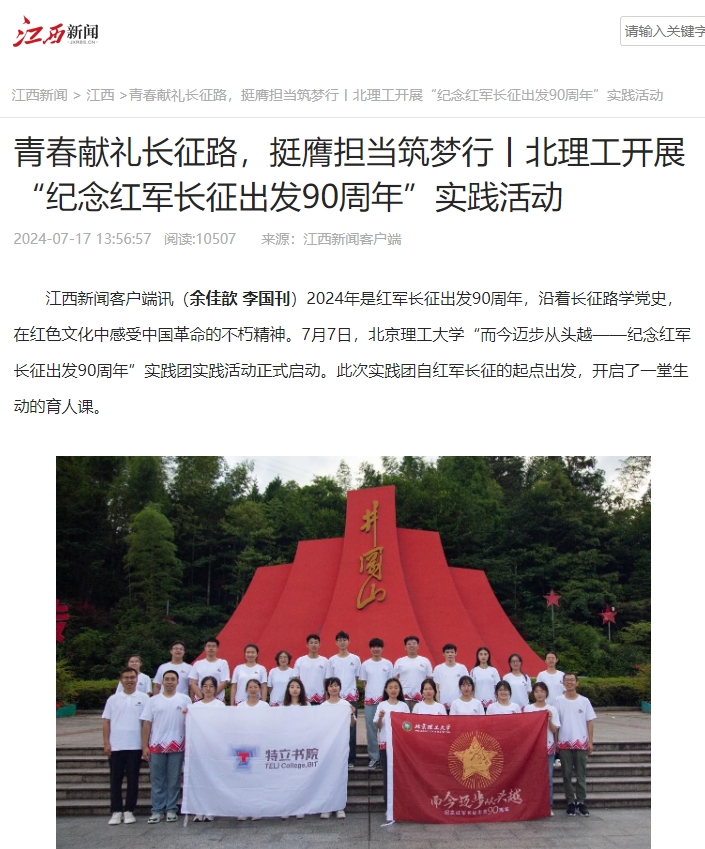 江西新闻
JXRBS.CN
请输入关键字
江西新闻 > 江西 >青春献礼长征路，挺膺担当筑梦行丨北理工开展“纪念红军长征出发90周年”实践活动
青春献礼长征路，挺膺担当筑梦行丨北理工开展
“纪念红军长征出发90周年”实践活动
2024-07-17 13:56:57 阅读:10507 来源：江西新闻客户端
江西新闻客户端讯（余佳歆 李国刊）2024年是红军长征出发90周年，沿着长征路学党史，
在红色文化中感受中国革命的不朽精神。7月7日，北京理工大学“而今迈步从头越——纪念红军
长征出发90周年”实践团实践活动正式启动。此次实践团自红军长征的起点出发，开启了一堂生
动的育人课。
井冈山
特立书院
TELI College,BIT
北京理工大学
而今迈步从头越
纪念红军长征出发90周年